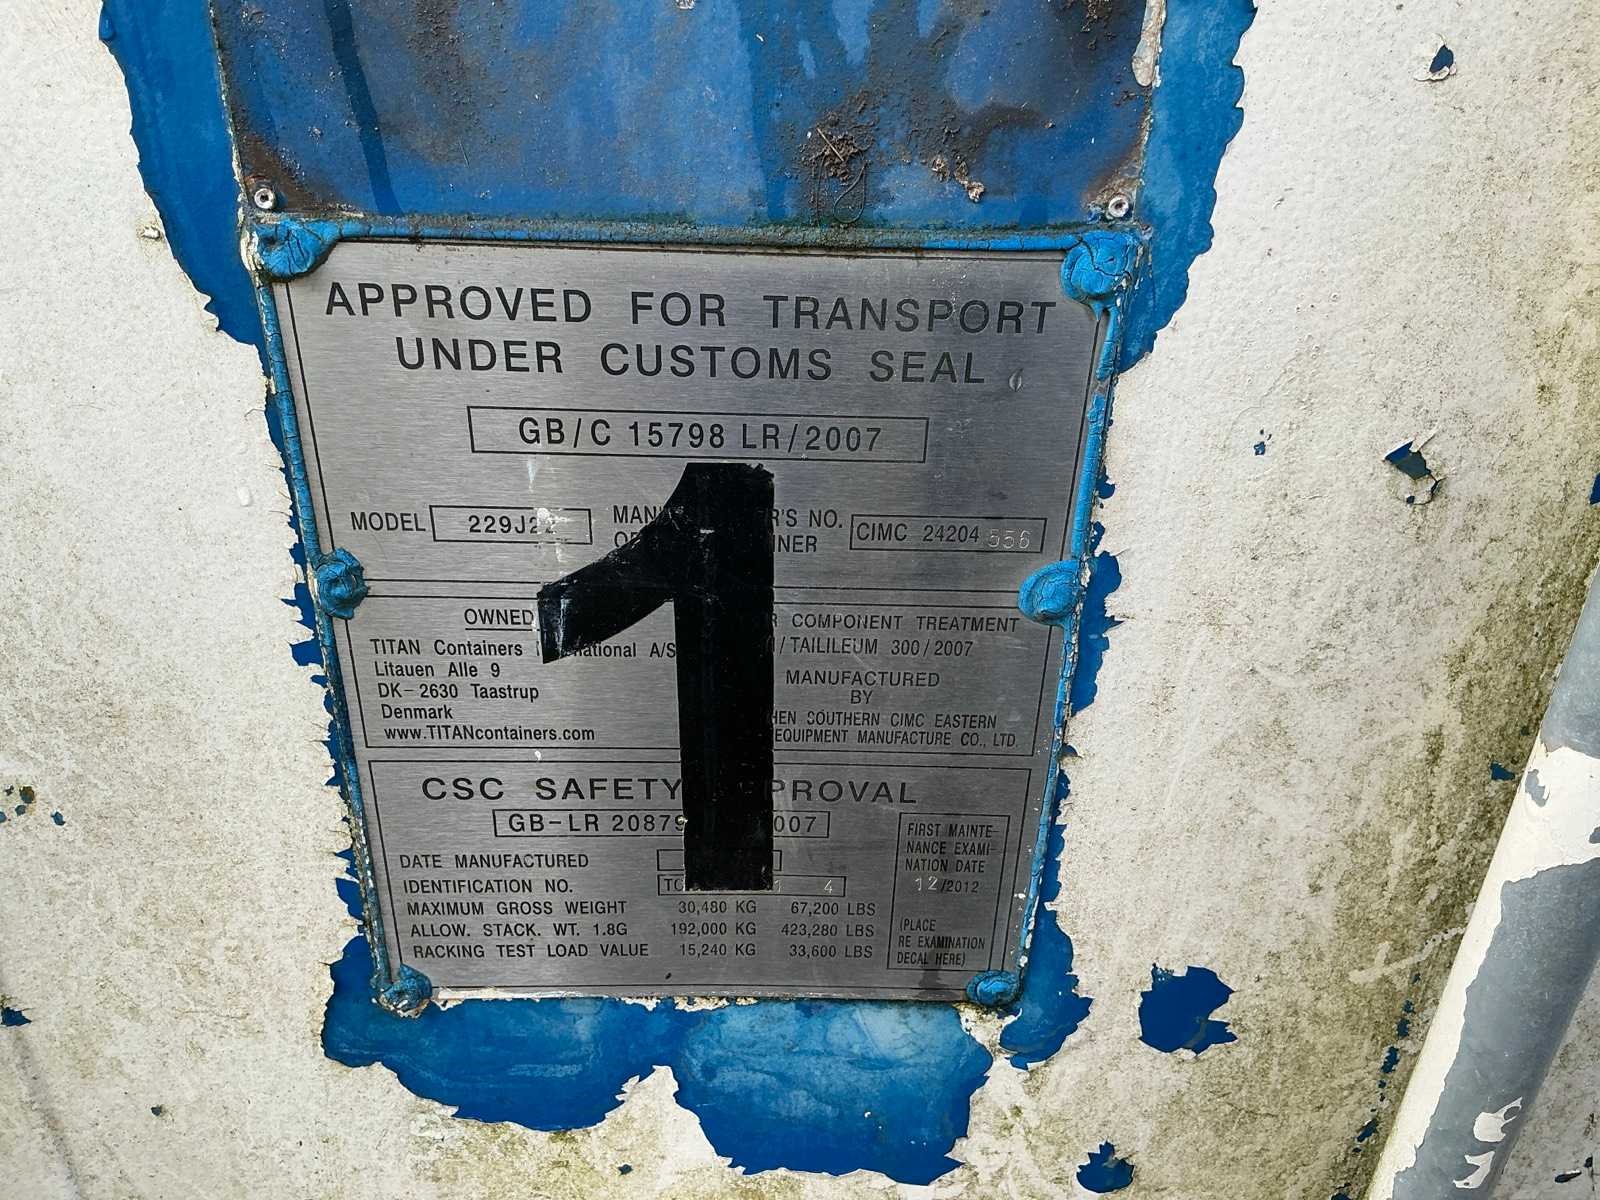 APPROVED FOR TRANSPORT
UNDER CUSTOMS SEAL
GB/C 15798 LR/2007
MODEL
CIMC 24204 556
1
OWNED
COMPONENT TREATMENT
TITAN Containers A/S
/ TAILILEUM 300/2007
Litauen Alle 9
DK-2630 Taastrup
Denmark
www.TITANcontainers.com
MANUFACTURED
BY
SOUTHERN CIMC EASTERN
EQUIPMENT MANUFACTURE CO., LTD.
CSC SAFETY
GB-LR
DATE MANUFACTURED
IDENTIFICATION NO.
MAXIMUM GROSS WEIGHT 30,480 KG 67,200 LBS
ALLOW. STACK. WT. 1.8G 192,000 KG 423,280 LBS
RACKING TEST LOAD VALUE 15,240 KG 33,600 LBS
FIRST MAINTE-
NANCE EXAMI-
NATION DATE
12/2012
(PLACE
RE EXAMINATION
DECAL HERE)